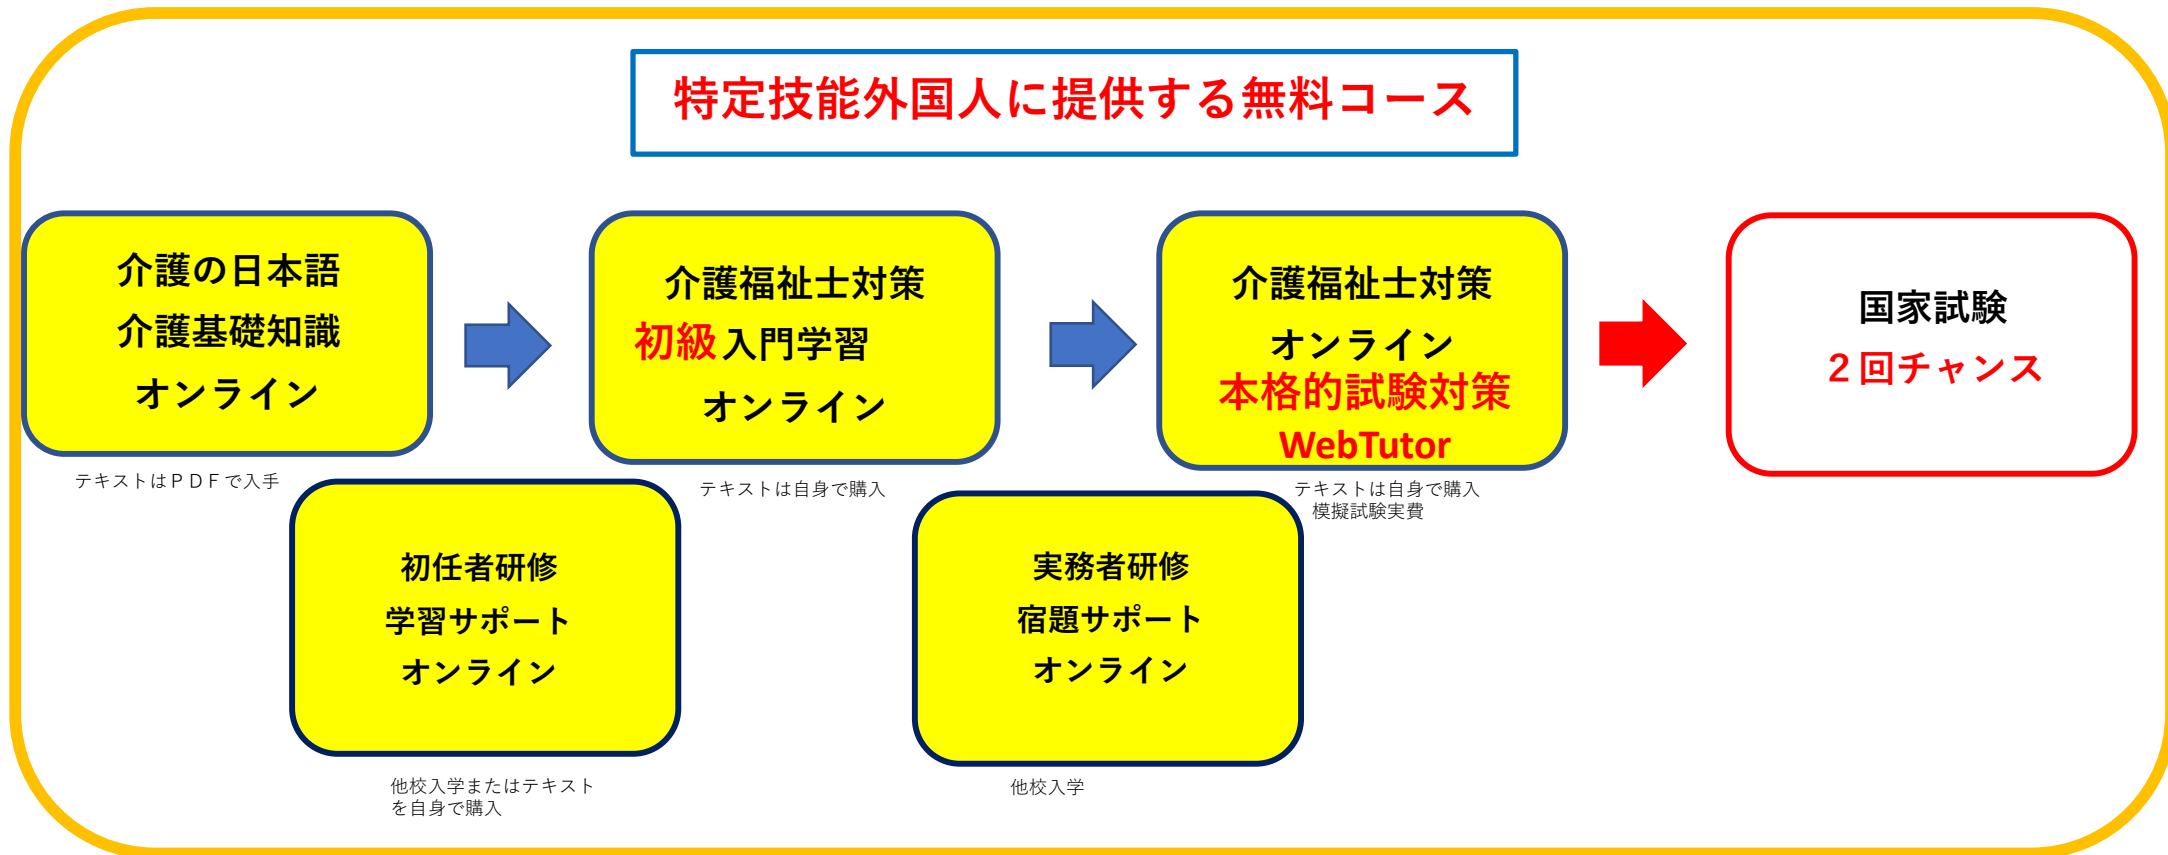 特定技能外国人に提供する無料コース
介護の日本語
介護基礎知識
オンライン
テキストはＰＤＦで入手
介護福祉士対策
初級入門学習
オンライン
テキストは自身で購入
介護福祉士対策
オンライン
本格的試験対策
WebTutor
テキストは自身で購入
模擬試験実費
国家試験
２回チャンス
初任者研修
学習サポート
オンライン
他校入学またはテキスト
を自身で購入
実務者研修
宿題サポート
オンライン
他校入学